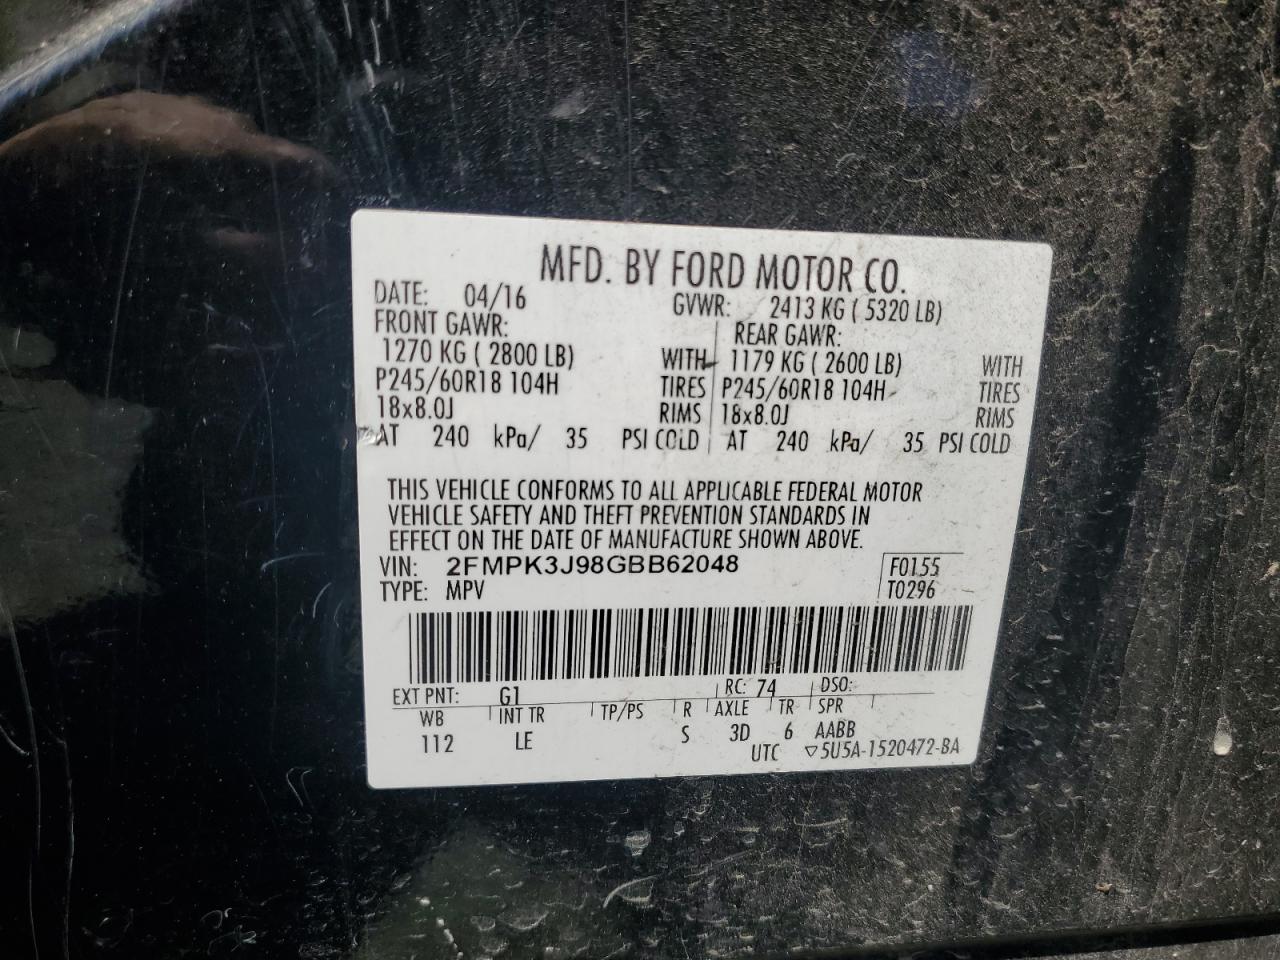 MFD. BY FORD MOTOR CO.
DATE: 04/16 GVWR: 2413 KG ( 5320 LB)
FRONT GAWR: REAR GAWR:
1270 KG ( 2800 LB) WITH 1179 KG ( 2600 LB) WITH
P245/60R18 104H TIRES P245/60R18 104H TIRES
18x8.0J RIMS 18x8.0J RIMS
AT 240 kPa/ 35 PSI COLD AT 240 kPa/ 35 PSI COLD
THIS VEHICLE CONFORMS TO ALL APPLICABLE FEDERAL MOTOR
VEHICLE SAFETY AND THEFT PREVENTION STANDARDS IN
EFFECT ON THE DATE OF MANUFACTURE SHOWN ABOVE.
VIN: 2FMPK3J98GBB62048 F0155
TYPE: MPV T0296
EXT PNT: G1 RC: 74 DSO:
WB INT TR TP/PS R AXLE TR SPR
112 LE S 3D 6 AABB
UTC ▽5U5A-1520472-BA